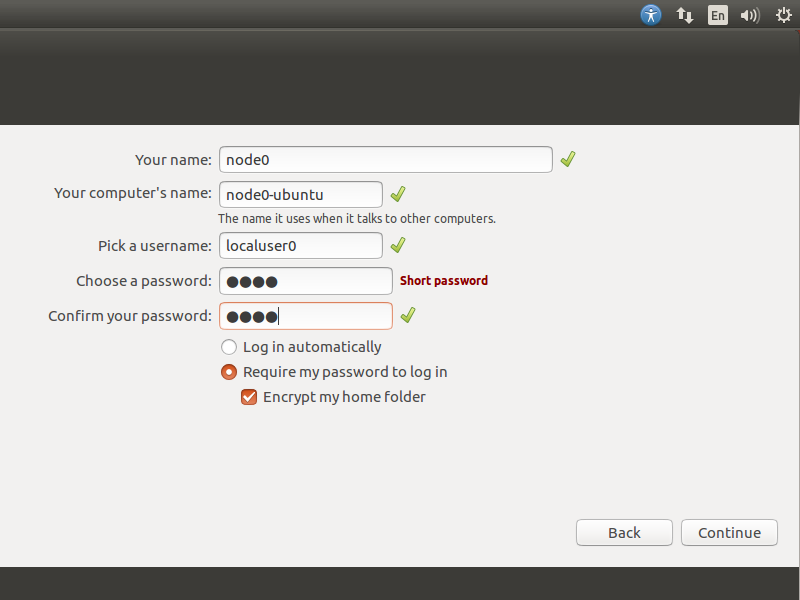 En
Your name: node0
Your computer's name: node0-ubuntu
The name it uses when it talks to other computers.
Pick a username: localuser0
Choose a password: ●●●● Short password
Confirm your password: ●●●●
Log in automatically
Require my password to log in
Encrypt my home folder
Back Continue